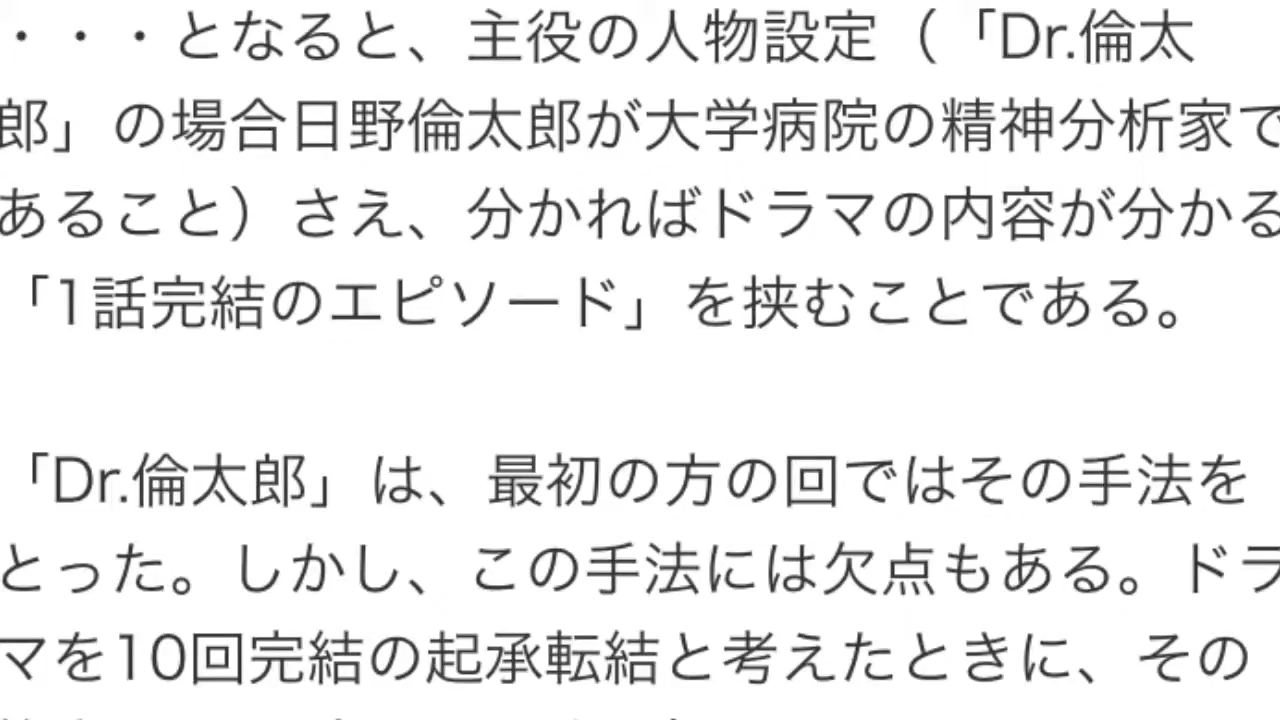 ・・・となると、主役の人物設定（「Dr.倫太
郎」の場合日野倫太郎が大学病院の精神分析家で
あること）さえ、分かればドラマの内容が分かる
「1話完結のエピソード」を挟むことである。
「Dr.倫太郎」は、最初の方の回ではその手法を
とった。しかし、この手法には欠点もある。ドラ
マを10回完結の起承転結と考えたときに、その